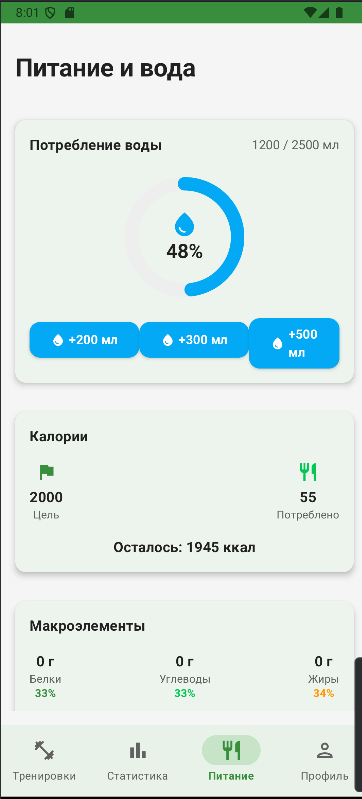 8:01
Питание и вода
Потребление воды 1200 / 2500 мл
48%
+200 мл +300 мл +500 мл
Калории
2000 55
Цель Потреблено
Осталось: 1945 ккал
Макроэлементы
0 г 0 г 0 г
Белки Углеводы Жиры
33% 33% 34%
Тренировки Статистика Питание Профиль